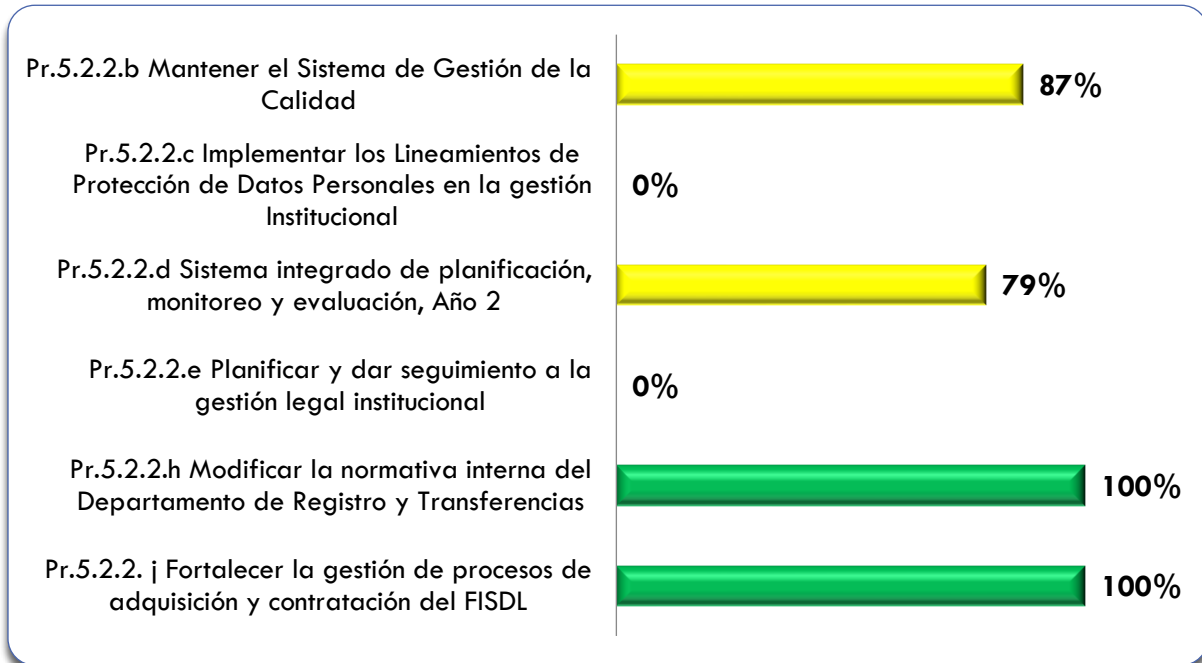 Pr.5.2.2.b Mantener el Sistema de Gestión de la
Calidad
87%
Pr.5.2.2.c Implementar los Lineamientos de
Protección de Datos Personales en la gestión
Institucional
0%
Pr.5.2.2.d Sistema integrado de planificación,
monitoreo y evaluación, Año 2
79%
Pr.5.2.2.e Planificar y dar seguimiento a la
gestión legal institucional
0%
Pr.5.2.2.h Modificar la normativa interna del
Departamento de Registro y Transferencias
100%
Pr.5.2.2. j Fortalecer la gestión de procesos de
adquisición y contratación del FISDL
100%